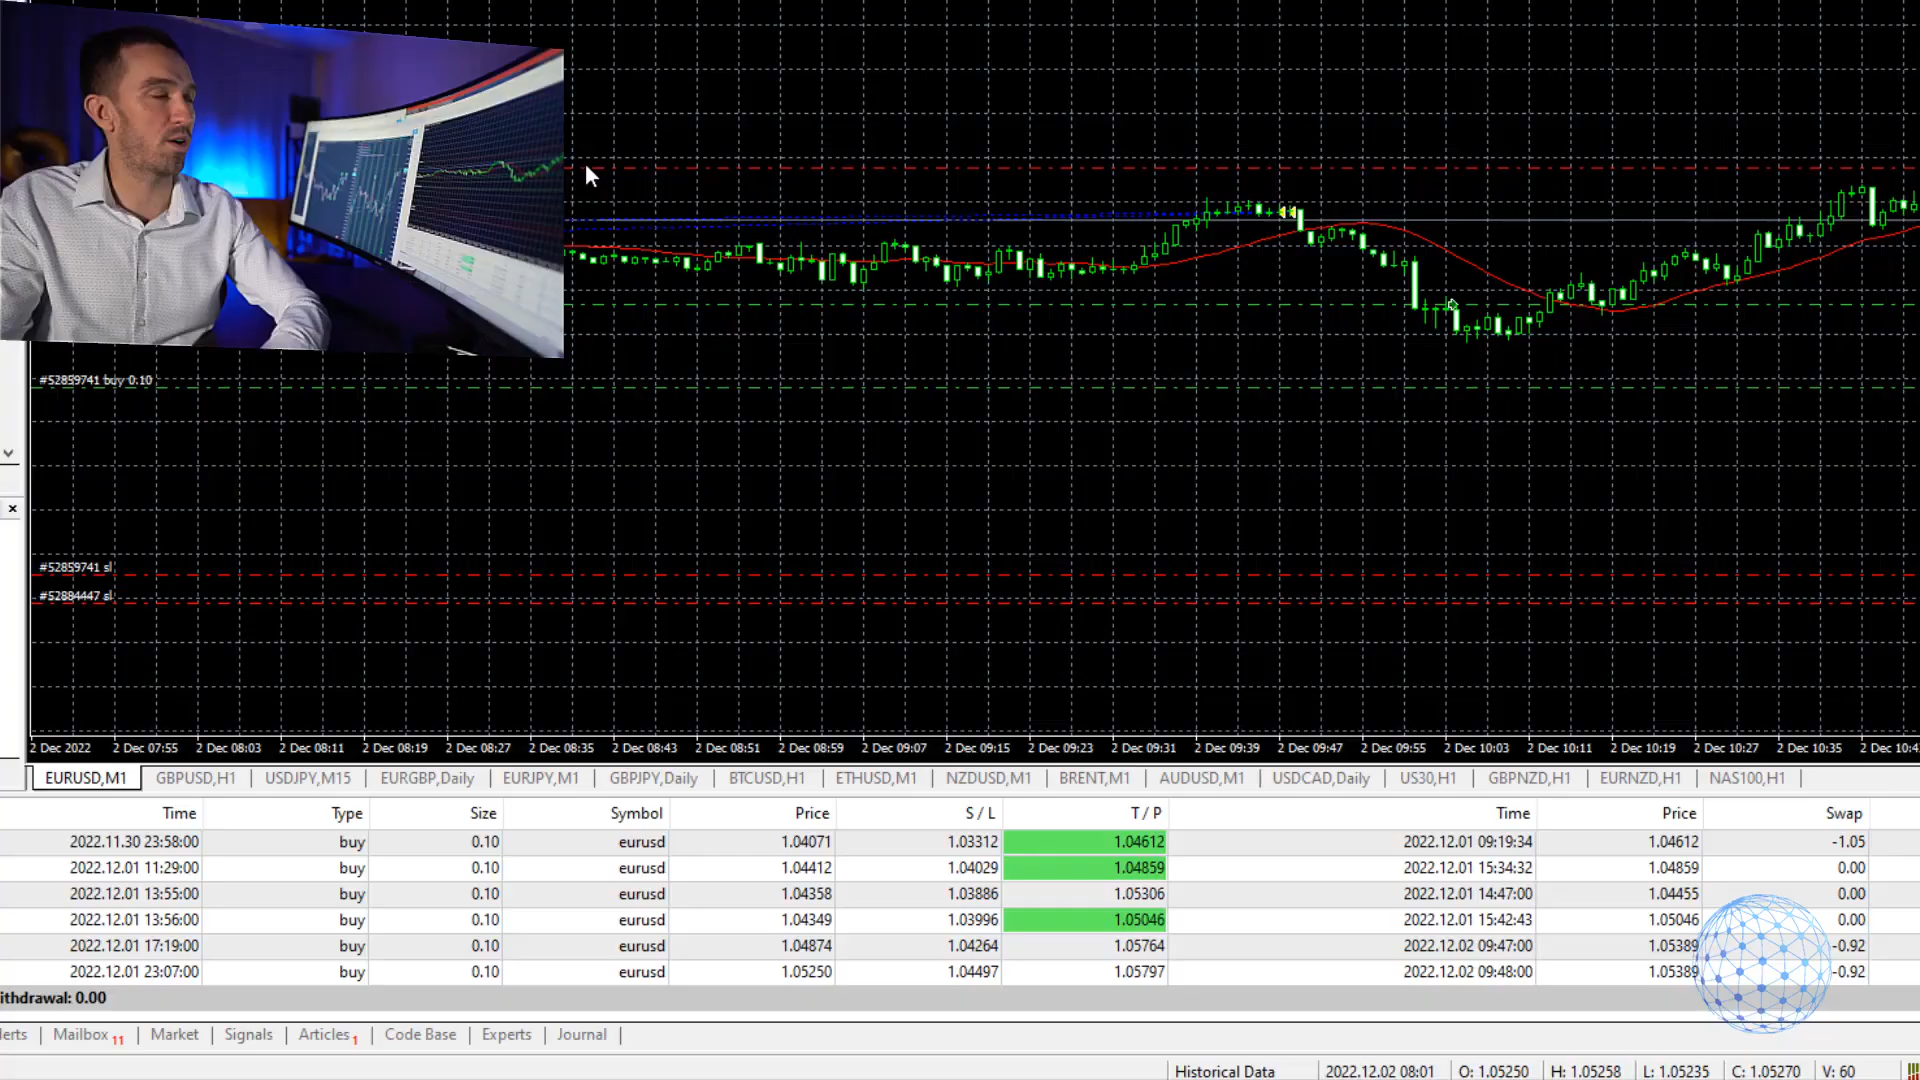 #52859741 buy 0.10
#52859741 sl
#52884447 sl
2 Dec 2022 2 Dec 07:55 2 Dec 08:03 2 Dec 08:11 2 Dec 08:19 2 Dec 08:27 2 Dec 08:35 2 Dec 08:43 2 Dec 08:51 2 Dec 08:59 2 Dec 09:07 2 Dec 09:15 2 Dec 09:23 2 Dec 09:31 2 Dec 09:39 2 Dec 09:47 2 Dec 09:55 2 Dec 10:03 2 Dec 10:11 2 Dec 10:19 2 Dec 10:27 2 Dec 10:35 2 Dec 10:4
EURUSD,M1 GBPUSD,H1 USDJPY,M15 EURGBP,Daily EURJPY,M1 GBPJPY,Daily BTCUSD,H1 ETHUSD,M1 NZDUSD,M1 BRENT,M1 AUDUSD,M1 USDCAD,Daily US30,H1 GBPNZD,H1 EURNZD,H1 NAS100,H1
Time Type Size Symbol Price S / L T / P Time Price Swap
2022.11.30 23:58:00 buy 0.10 eurusd 1.04071 1.03312 1.04612 2022.12.01 09:19:34 1.04612 -1.05
2022.12.01 11:29:00 buy 0.10 eurusd 1.04412 1.04029 1.04859 2022.12.01 15:34:32 1.04859 0.00
2022.12.01 13:55:00 buy 0.10 eurusd 1.04358 1.03886 1.05306 2022.12.01 14:47:00 1.04455 0.00
2022.12.01 13:56:00 buy 0.10 eurusd 1.04349 1.03996 1.05046 2022.12.01 15:42:43 1.05046 0.00
2022.12.01 17:19:00 buy 0.10 eurusd 1.04874 1.04264 1.05764 2022.12.02 09:47:00 1.05389 -0.92
2022.12.01 23:07:00 buy 0.10 eurusd 1.05250 1.04497 1.05797 2022.12.02 09:48:00 1.05389 -0.92
ithdrawal: 0.00
lerts Mailbox 11 Market Signals Articles 1 Code Base Experts Journal
Historical Data 2022.12.02 08:01 O: 1.05250 H: 1.05258 L: 1.05235 C: 1.05270 V: 60